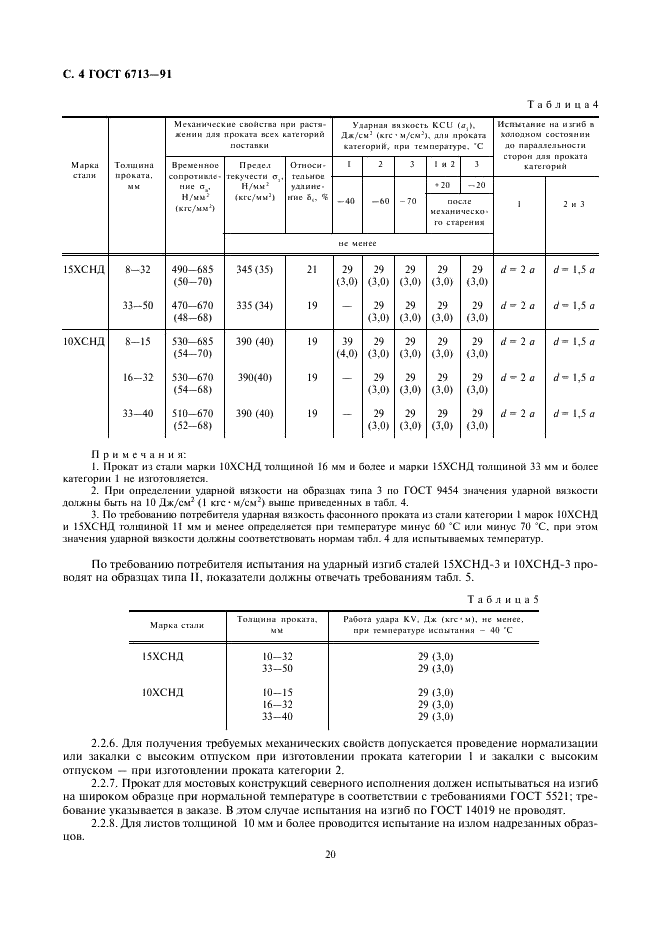 С. 4 ГОСТ 6713—91
Таблица 4
Марка стали
Толщина проката, мм
Механические свойства при растя-
жении для проката всех категорий
поставки
Ударная вязкость KCU (a₁),
Дж/см² (кгс·м/см²), для проката
категорий, при температуре, °С
Испытание на изгиб в
холодном состоянии
до параллельности
сторон для проката
категорий
Временное
сопротивле-
ние σв,
Н/мм²
(кгс/мм²)
Предел
текучести σт,
Н/мм²
(кгс/мм²)
Относи-
тельное
удлине-
ние δ₅, %
1 2 3 1 и 2 3
—40 —60 −70 +20 —20
после
механическо-
го старения
1 2 и 3
не менее
15ХСНД 8—32 490—685 345 (35) 21 29 29 29 29 29 d = 2 a d = 1,5 a
(50—70) (3,0) (3,0) (3,0) (3,0) (3,0)
33—50 470—670 335 (34) 19 — 29 29 29 29 d = 2 a d = 1,5 a
(48—68) (3,0) (3,0) (3,0) (3,0)
10ХСНД 8—15 530—685 390 (40) 19 39 29 29 29 29 d = 2 a d = 1,5 a
(54—70) (4,0) (3,0) (3,0) (3,0) (3,0)
16—32 530—670 390(40) 19 — 29 29 29 29 d = 2 a d = 1,5 a
(54—68) (3,0) (3,0) (3,0) (3,0)
33—40 510—670 390 (40) 19 — 29 29 29 29 d = 2 a d = 1,5 a
(52—68) (3,0) (3,0) (3,0) (3,0)
Примечания:
1. Прокат из стали марки 10ХСНД толщиной 16 мм и более и марки 15ХСНД толщиной 33 мм и более
категории 1 не изготовляется.
2. При определении ударной вязкости на образцах типа 3 по ГОСТ 9454 значения ударной вязкости
должны быть на 10 Дж/см² (1 кгс·м/см²) выше приведенных в табл. 4.
3. По требованию потребителя ударная вязкость фасонного проката из стали категории 1 марок 10ХСНД
и 15ХСНД толщиной 11 мм и менее определяется при температуре минус 60 °С или минус 70 °С, при этом
значения ударной вязкости должны соответствовать нормам табл. 4 для испытываемых температур.
По требованию потребителя испытания на ударный изгиб сталей 15ХСНД-3 и 10ХСНД-3 про-
водят на образцах типа II, показатели должны отвечать требованиям табл. 5.
Таблица 5
Марка стали
Толщина проката,
мм
Работа удара KV, Дж (кгс·м), не менее,
при температуре испытания − 40 °С
15ХСНД 10—32 29 (3,0)
33—50 29 (3,0)
10ХСНД 10—15 29 (3,0)
16—32 29 (3,0)
33—40 29 (3,0)
2.2.6. Для получения требуемых механических свойств допускается проведение нормализации
или закалки с высоким отпуском при изготовлении проката категории 1 и закалки с высоким
отпуском — при изготовлении проката категории 2.
2.2.7. Прокат для мостовых конструкций северного исполнения должен испытываться на изгиб
на широком образце при нормальной температуре в соответствии с требованиями ГОСТ 5521; тре-
бование указывается в заказе. В этом случае испытания на изгиб по ГОСТ 14019 не проводят.
2.2.8. Для листов толщиной 10 мм и более проводится испытание на излом надрезанных образ-
цов.
20